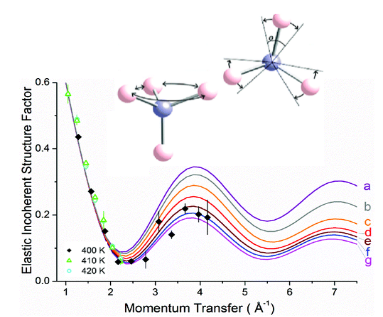 ø
0.6
0.4
0.2
0.0
Elastic Incoherent Structure Factor
400 K
410 K
420 K
a
b
c
d
e
f
g
1 2 3 4 5 6 7
Momentum Transfer (Å⁻¹)